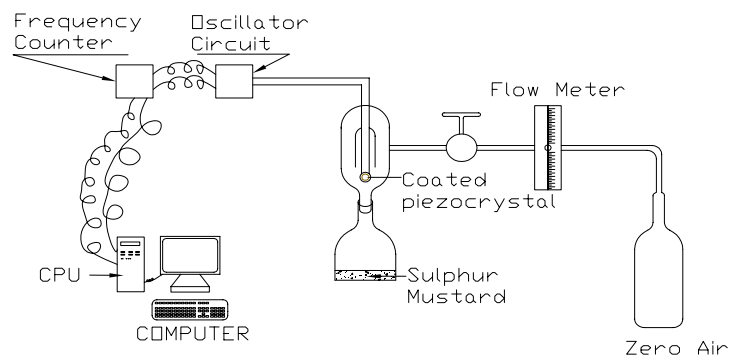 Frequency
Counter
Oscillator
Circuit
Flow Meter
Coated
piezocrystal
CPU
Sulphur
Mustard
COMPUTER
Zero Air